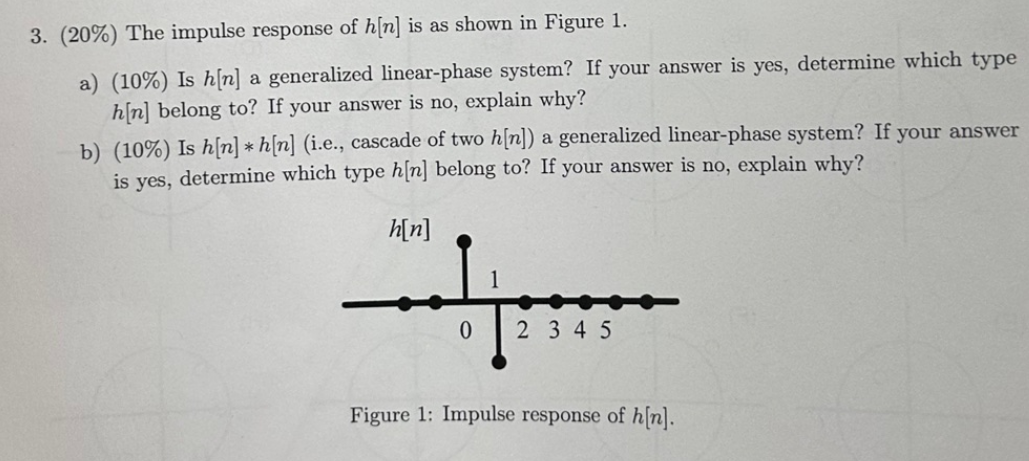 3. (20%) The impulse response of h[n] is as shown in Figure 1.
a) (10%) Is h[n] a generalized linear-phase system? If your answer is yes, determine which type
h[n] belong to? If your answer is no, explain why?
b) (10%) Is h[n] * h[n] (i.e., cascade of two h[n]) a generalized linear-phase system? If your answer
is yes, determine which type h[n] belong to? If your answer is no, explain why?
h[n]
1
0 2 3 4 5
Figure 1: Impulse response of h[n].